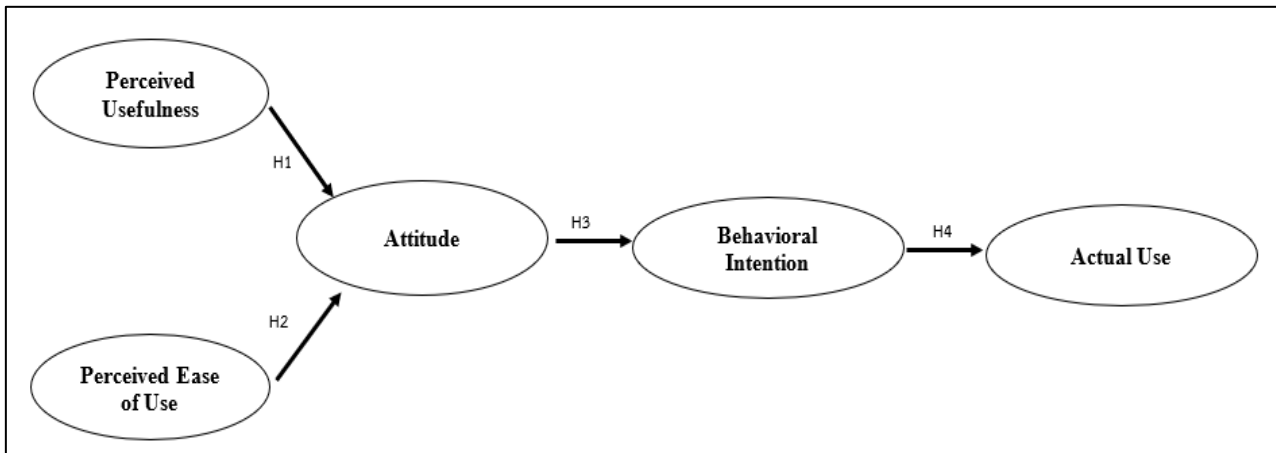 Perceived
Usefulness
H1
Attitude
H3
Behavioral
Intention
H4
Actual Use
H2
Perceived Ease
of Use